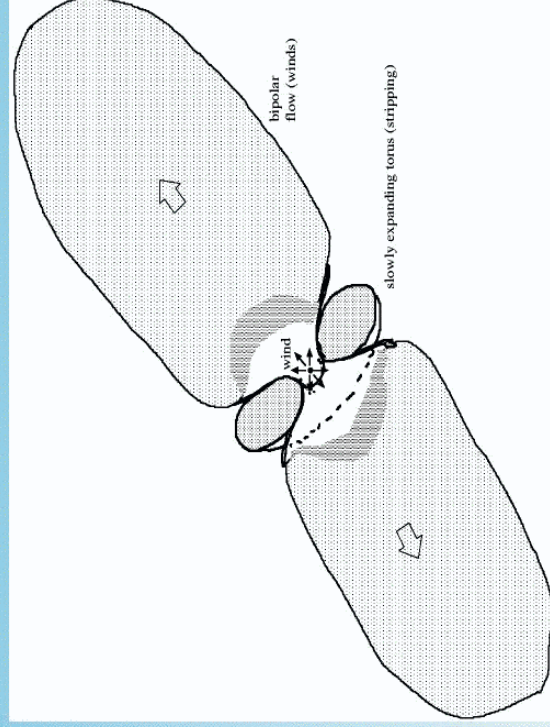 bipolar
flow (winds)
slowly expanding torus (stripping)
wind